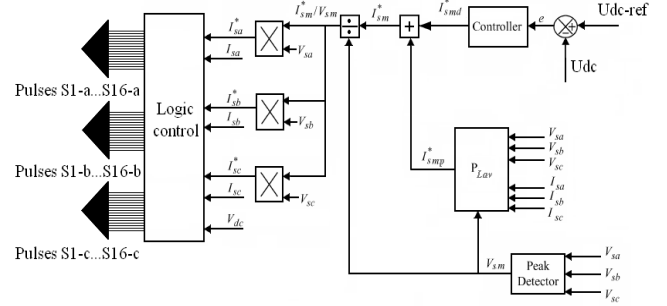 I*sa
I*sm/Vsm
I*sm
I*smd
Controller
e
Udc-ref
Isa
Vsa
Udc
Pulses S1-a...S16-a
Logic
control
I*sb
Isb
Vsb
Pulses S1-b...S16-b
I*sc
Isc
Vsc
I*smp
PLav
Vsa
Vsb
Vsc
Isa
Isb
Isc
Vdc
Pulses S1-c...S16-c
Vsm
Peak
Detector
Vsa
Vsb
Vsc